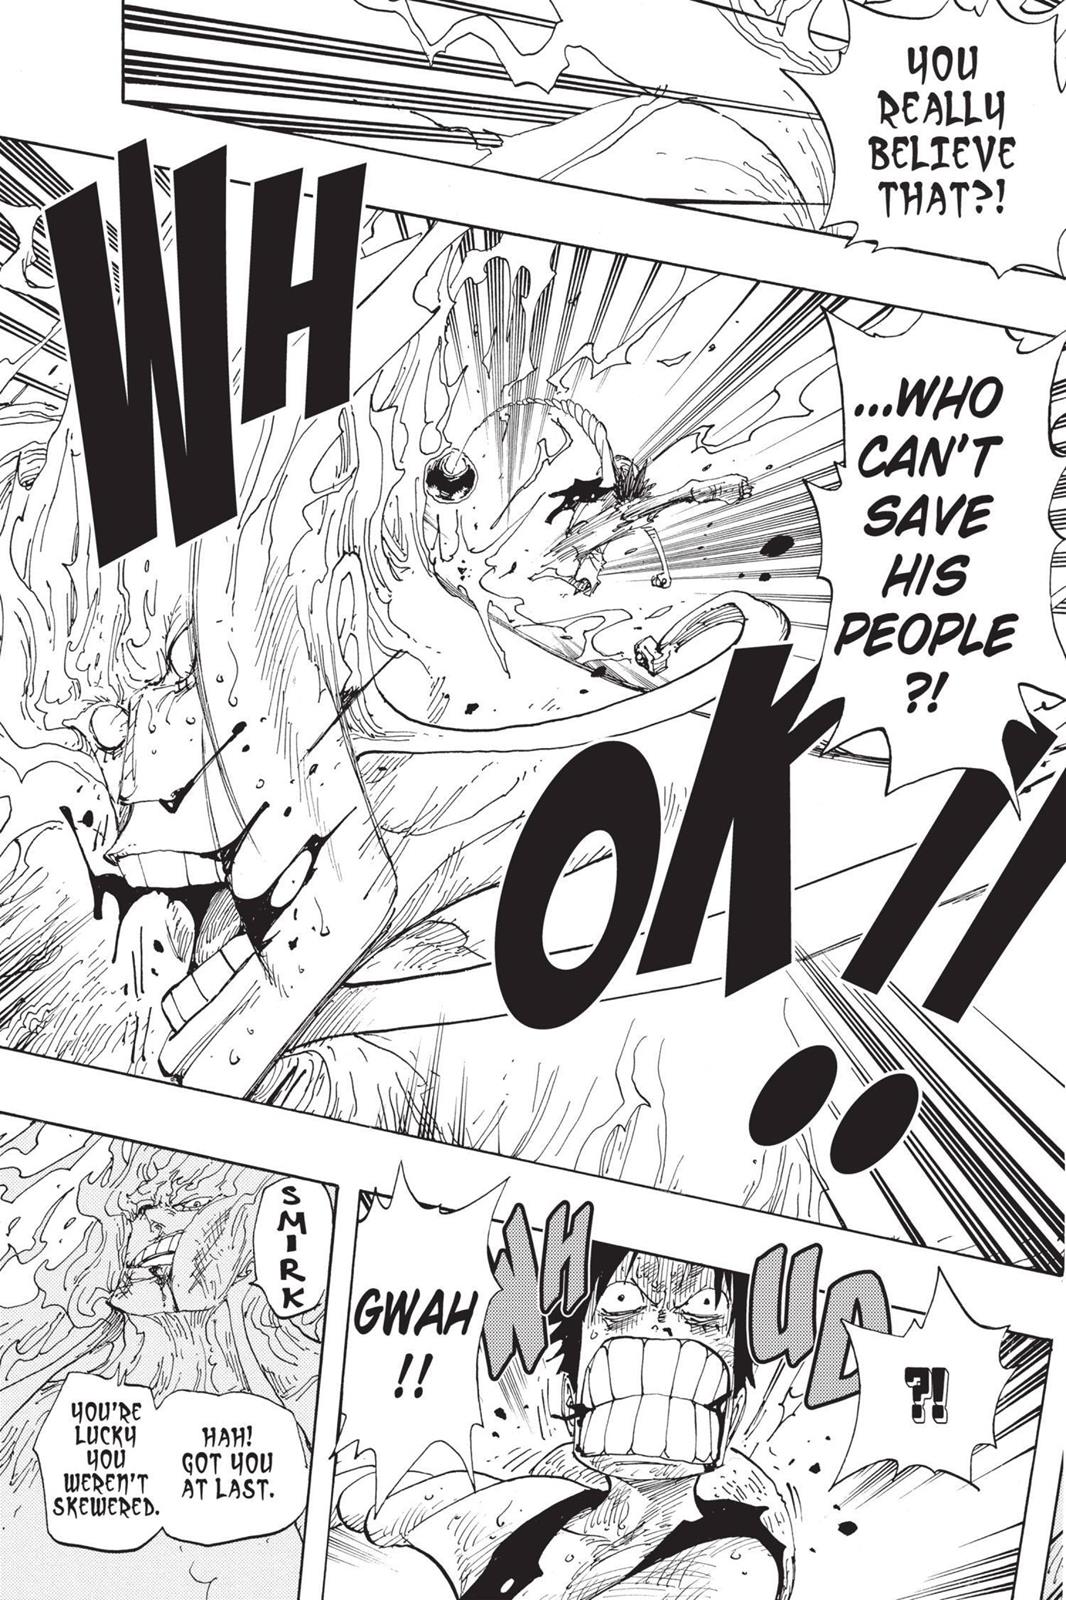 YOU
REALLY
BELIEVE
THAT?!
...WHO
CAN'T
SAVE
HIS
PEOPLE
?!
WH
OK!!
?!
WHUD
GWAH
!!
SMIRK
HAH!
GOT YOU
AT LAST.
YOU'RE
LUCKY
YOU
WEREN'T
SKEWERED.